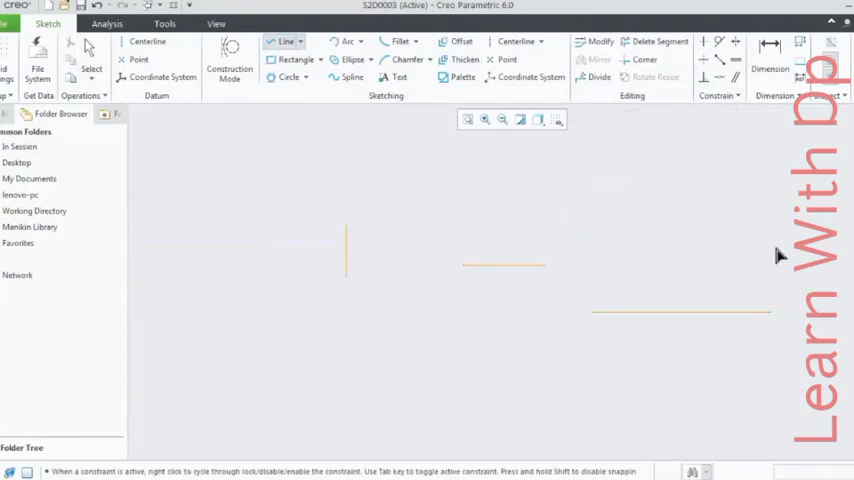 creo
S2D0003 (Active) - Creo Parametric 6.0
Sketch Analysis Tools View
File System
Get Data
Select
Operations
Centerline
Point
Coordinate System
Datum
Construction Mode
Line
Rectangle
Circle
Arc
Ellipse
Spline
Fillet
Chamfer
Text
Offset
Thicken
Palette
Centerline
Point
Coordinate System
Sketching
Modify
Mirror
Divide
Delete Segment
Corner
Rotate Resize
Editing
Constrain
Dimension
Dimension
Folder Browser
mmon Folders
In Session
Desktop
My Documents
lenovo-pc
Working Directory
Manikin Library
Favorites
Network
Folder Tree
When a constraint is active, right click to cycle through lock/disable/enable the constraint. Use Tab key to toggle active constraint. Press and hold Shift to disable snappin
Learn With pp